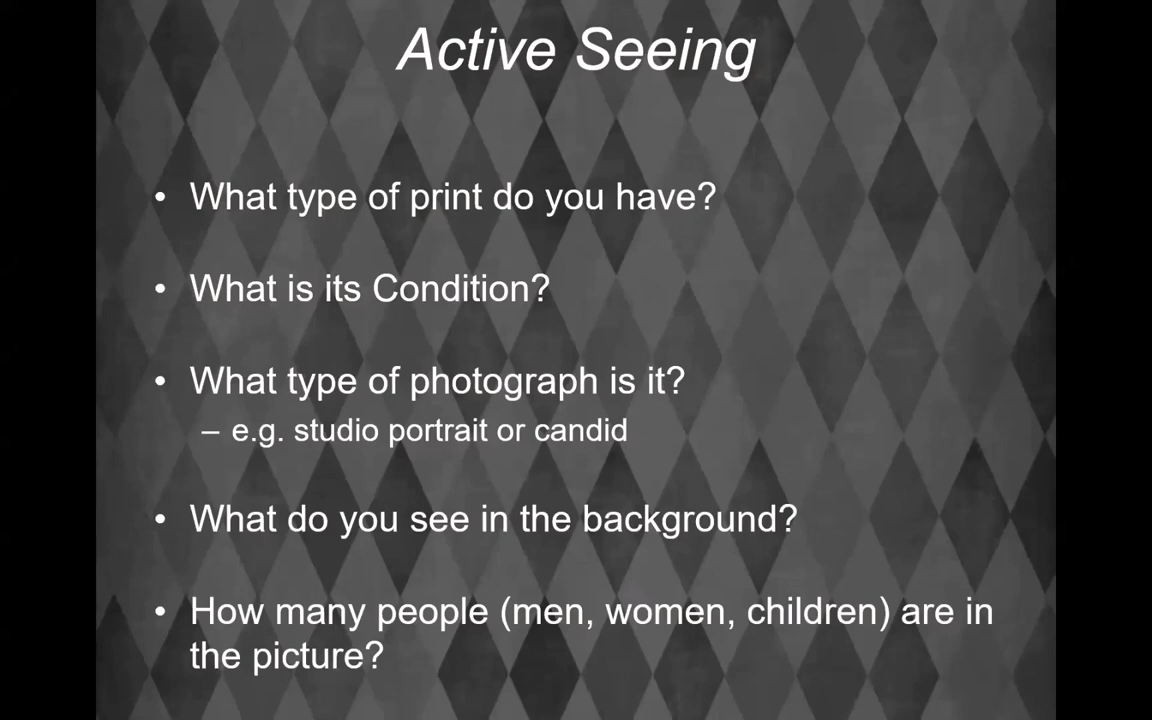 Active Seeing
• What type of print do you have?
• What is its Condition?
• What type of photograph is it?
– e.g. studio portrait or candid
• What do you see in the background?
• How many people (men, women, children) are in
the picture?